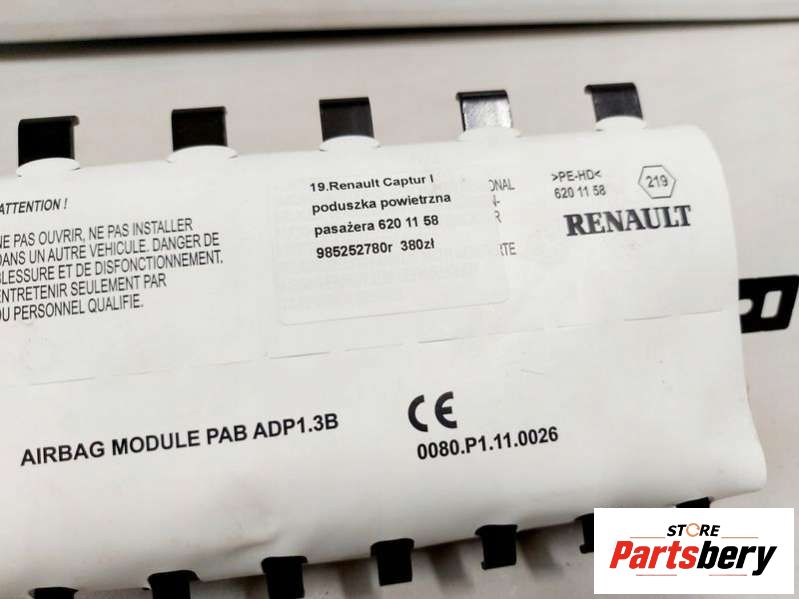 ATTENTION !
NE PAS OUVRIR, NE PAS INSTALLER
DANS UN AUTRE VEHICULE. DANGER DE
BLESSURE ET DE DISFONCTIONNEMENT.
ENTRETENIR SEULEMENT PAR
DU PERSONNEL QUALIFIE.
19.Renault Captur I
poduszka powietrzna
pasażera 620 11 58
985252780r 380zł
>PE-HD<
620 11 58
219
RENAULT
AIRBAG MODULE PAB ADP1.3B
CE
0080.P1.11.0026
STORE
Partsbery